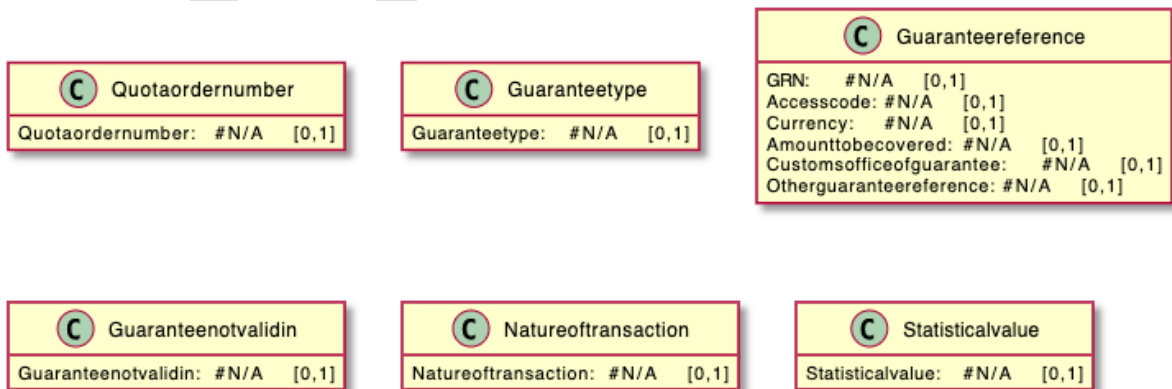 C Quotaordernumber
Quotaordernumber: #N/A [0,1]
C Guaranteetype
Guaranteetype: #N/A [0,1]
C Guaranteereference
GRN: #N/A [0,1]
Accesscode: #N/A [0,1]
Currency: #N/A [0,1]
Amounttobecovered: #N/A [0,1]
Customsofficeofguarantee: #N/A [0,1]
Otherguaranteereference: #N/A [0,1]
C Guaranteenotvalidin
Guaranteenotvalidin: #N/A [0,1]
C Natureoftransaction
Natureoftransaction: #N/A [0,1]
C Statisticalvalue
Statisticalvalue: #N/A [0,1]